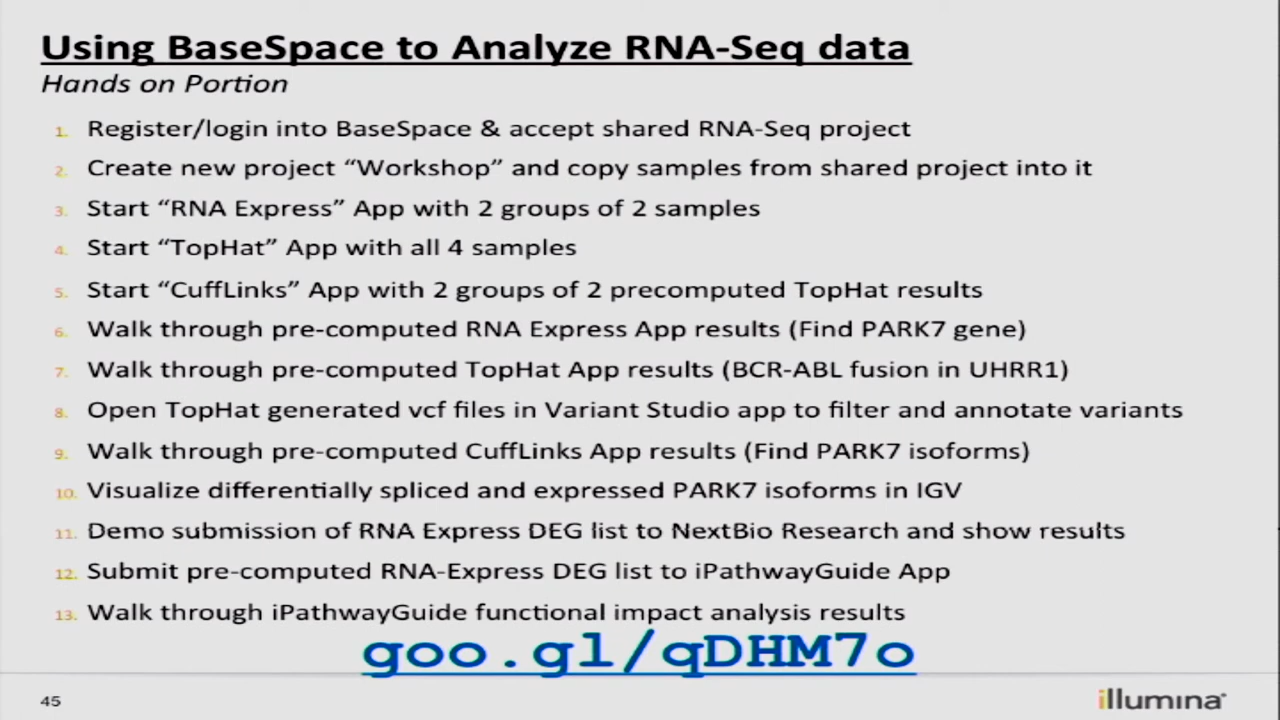 Using BaseSpace to Analyze RNA-Seq data
Hands on Portion
1. Register/login into BaseSpace & accept shared RNA-Seq project
2. Create new project “Workshop” and copy samples from shared project into it
3. Start “RNA Express” App with 2 groups of 2 samples
4. Start “TopHat” App with all 4 samples
5. Start “CuffLinks” App with 2 groups of 2 precomputed TopHat results
6. Walk through pre-computed RNA Express App results (Find PARK7 gene)
7. Walk through pre-computed TopHat App results (BCR-ABL fusion in UHRR1)
8. Open TopHat generated vcf files in Variant Studio app to filter and annotate variants
9. Walk through pre-computed CuffLinks App results (Find PARK7 isoforms)
10. Visualize differentially spliced and expressed PARK7 isoforms in IGV
11. Demo submission of RNA Express DEG list to NextBio Research and show results
12. Submit pre-computed RNA-Express DEG list to iPathwayGuide App
13. Walk through iPathwayGuide functional impact analysis results
goo.gl/qDHM7o
45
illumına